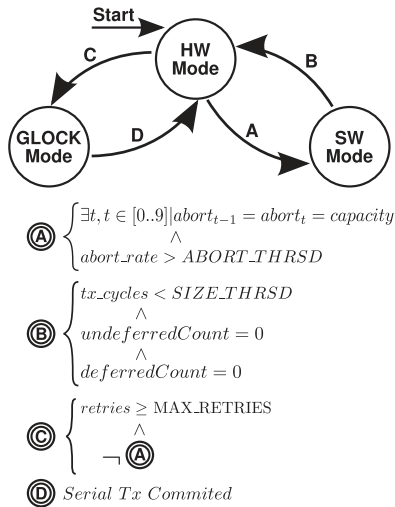 Start
C
HW
Mode
B
GLOCK
Mode
D
A
SW
Mode
A
∃t, t ∈ [0..9]|abort_{t−1} = abort_t = capacity
∧
abort_rate > ABORT_THRSD
B
tx_cycles < SIZE_THRSD
∧
undeferredCount = 0
∧
deferredCount = 0
C
retries ≥ MAX_RETRIES
∧
¬ A
D Serial Tx Commited